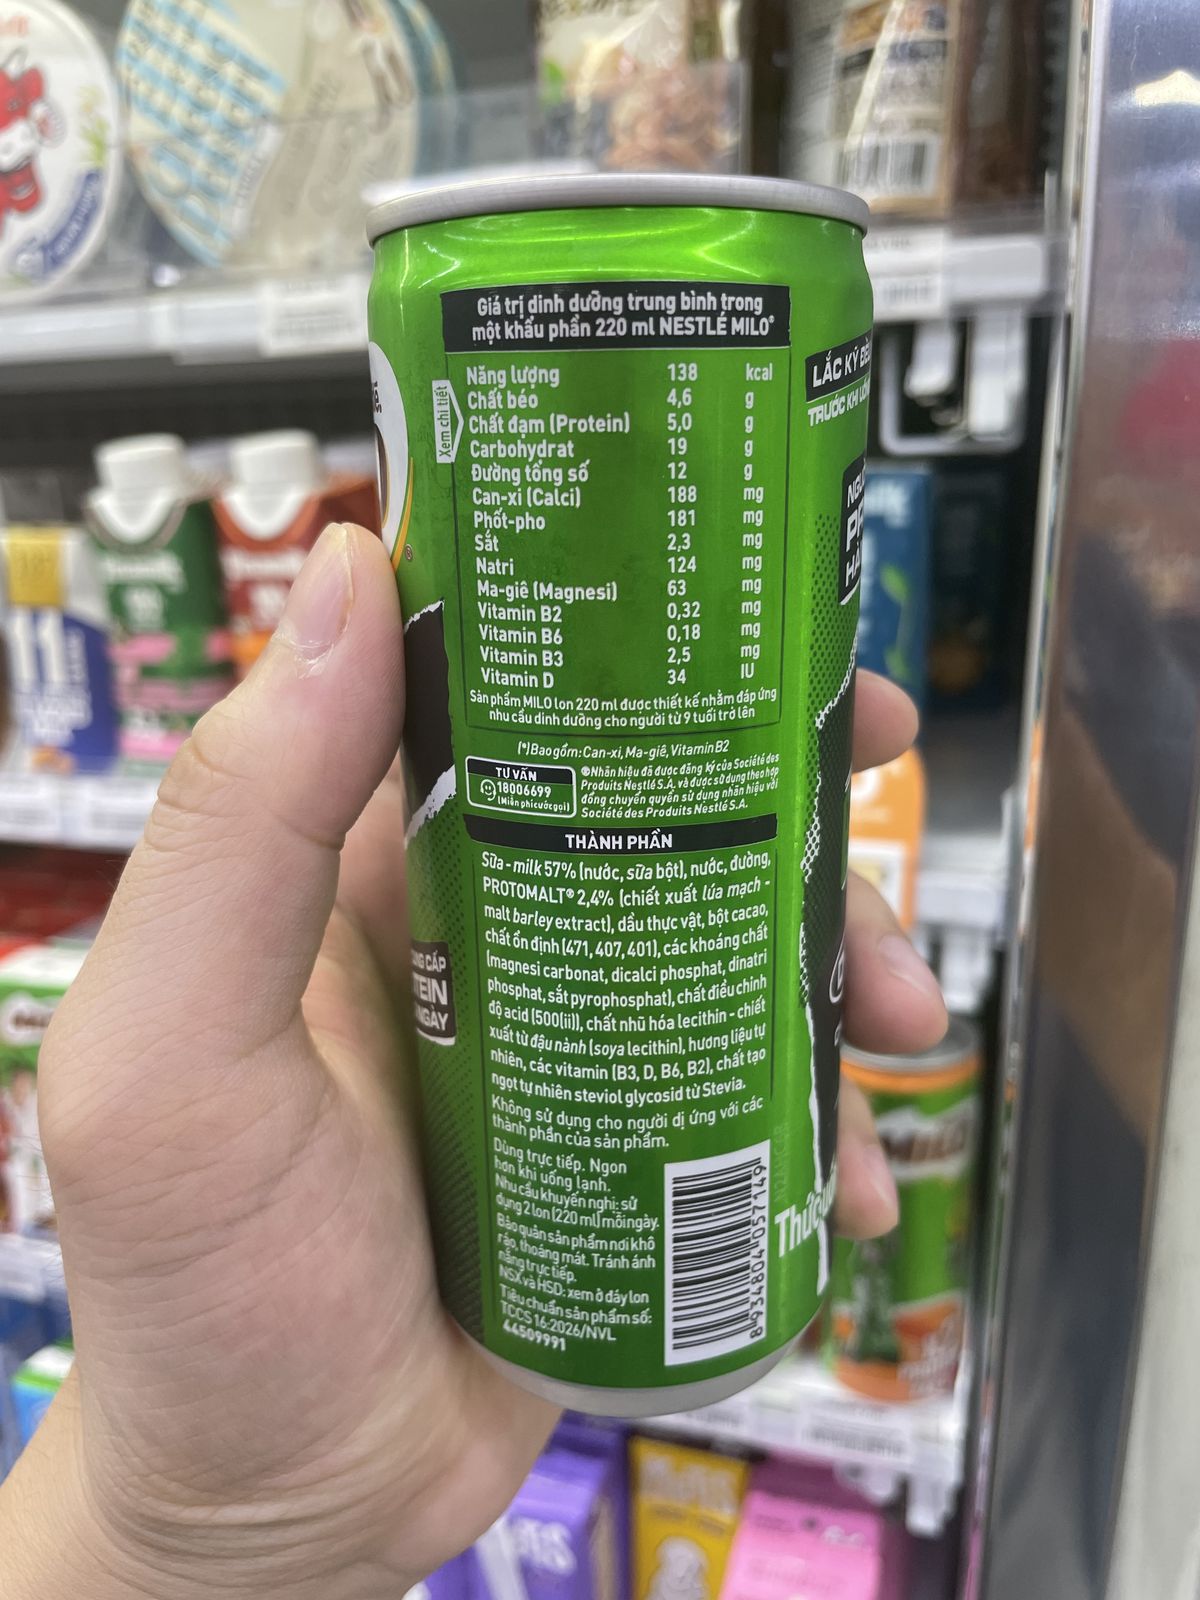 Giá trị dinh dưỡng trung bình trong
một khẩu phần 220 ml NESTLÉ MILO®
Xem chi tiết
Năng lượng 138 kcal
Chất béo 4,6 g
Chất đạm (Protein) 5,0 g
Carbohydrat 19 g
Đường tổng số 12 g
Can-xi (Calci) 188 mg
Phốt-pho 181 mg
Sắt 2,3 mg
Natri 124 mg
Ma-giê (Magnesi) 63 mg
Vitamin B2 0,32 mg
Vitamin B6 0,18 mg
Vitamin B3 2,5 mg
Vitamin D 34 IU
Sản phẩm MILO lon 220 ml được thiết kế nhằm đáp ứng
nhu cầu dinh dưỡng cho người từ 9 tuổi trở lên
(*) Bao gồm: Can-xi, Ma-giê, Vitamin B2
TƯ VẤN
18006699
(Miễn phí cước gọi)
®Nhãn hiệu đã được đăng ký của Société des
Produits Nestlé S.A. và được sử dụng theo hợp
đồng chuyển quyền sử dụng nhãn hiệu với
Société des Produits Nestlé S.A.
THÀNH PHẦN
Sữa - milk 57% (nước, sữa bột), nước, đường,
PROTOMALT® 2,4% (chiết xuất lúa mạch -
malt barley extract), dầu thực vật, bột cacao,
chất ổn định (471, 407, 401), các khoáng chất
(magnesi carbonat, dicalci phosphat, dinatri
phosphat, sắt pyrophosphat), chất điều chỉnh
độ acid (500(ii)), chất nhũ hóa lecithin - chiết
xuất từ đậu nành (soya lecithin), hương liệu tự
nhiên, các vitamin (B3, D, B6, B2), chất tạo
ngọt tự nhiên steviol glycosid từ Stevia.
Không sử dụng cho người dị ứng với các
thành phần của sản phẩm.
Dùng trực tiếp. Ngon
hơn khi uống lạnh.
Nhu cầu khuyến nghị: sử
dụng 2 lon (220 ml) mỗi ngày.
Bảo quản sản phẩm nơi khô
ráo, thoáng mát. Tránh ánh
nắng trực tiếp.
NSX và HSD: xem ở đáy lon
Tiêu chuẩn sản phẩm số:
TCCS 16:2026/NVL
44509991
8 934804 057149
LẮC KỸ
TRƯỚC KHI
CẤP
NGÀY
MILO